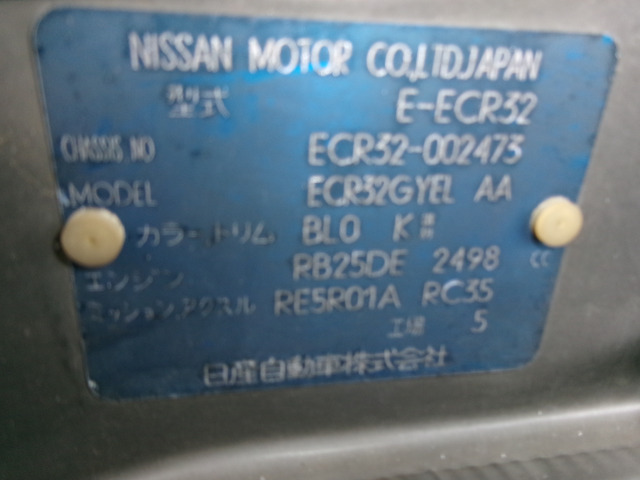 NISSAN MOTOR CO.,LTD.JAPAN
型式 E-ECR32
CHASSIS NO ECR32-002473
MODEL ECR32GYEL AA
カラー・トリム BL0 K
エンジン RB25DE 2498 CC
ミッション,アクスル RE5R01A RC35
工場 5
日産自動車株式会社